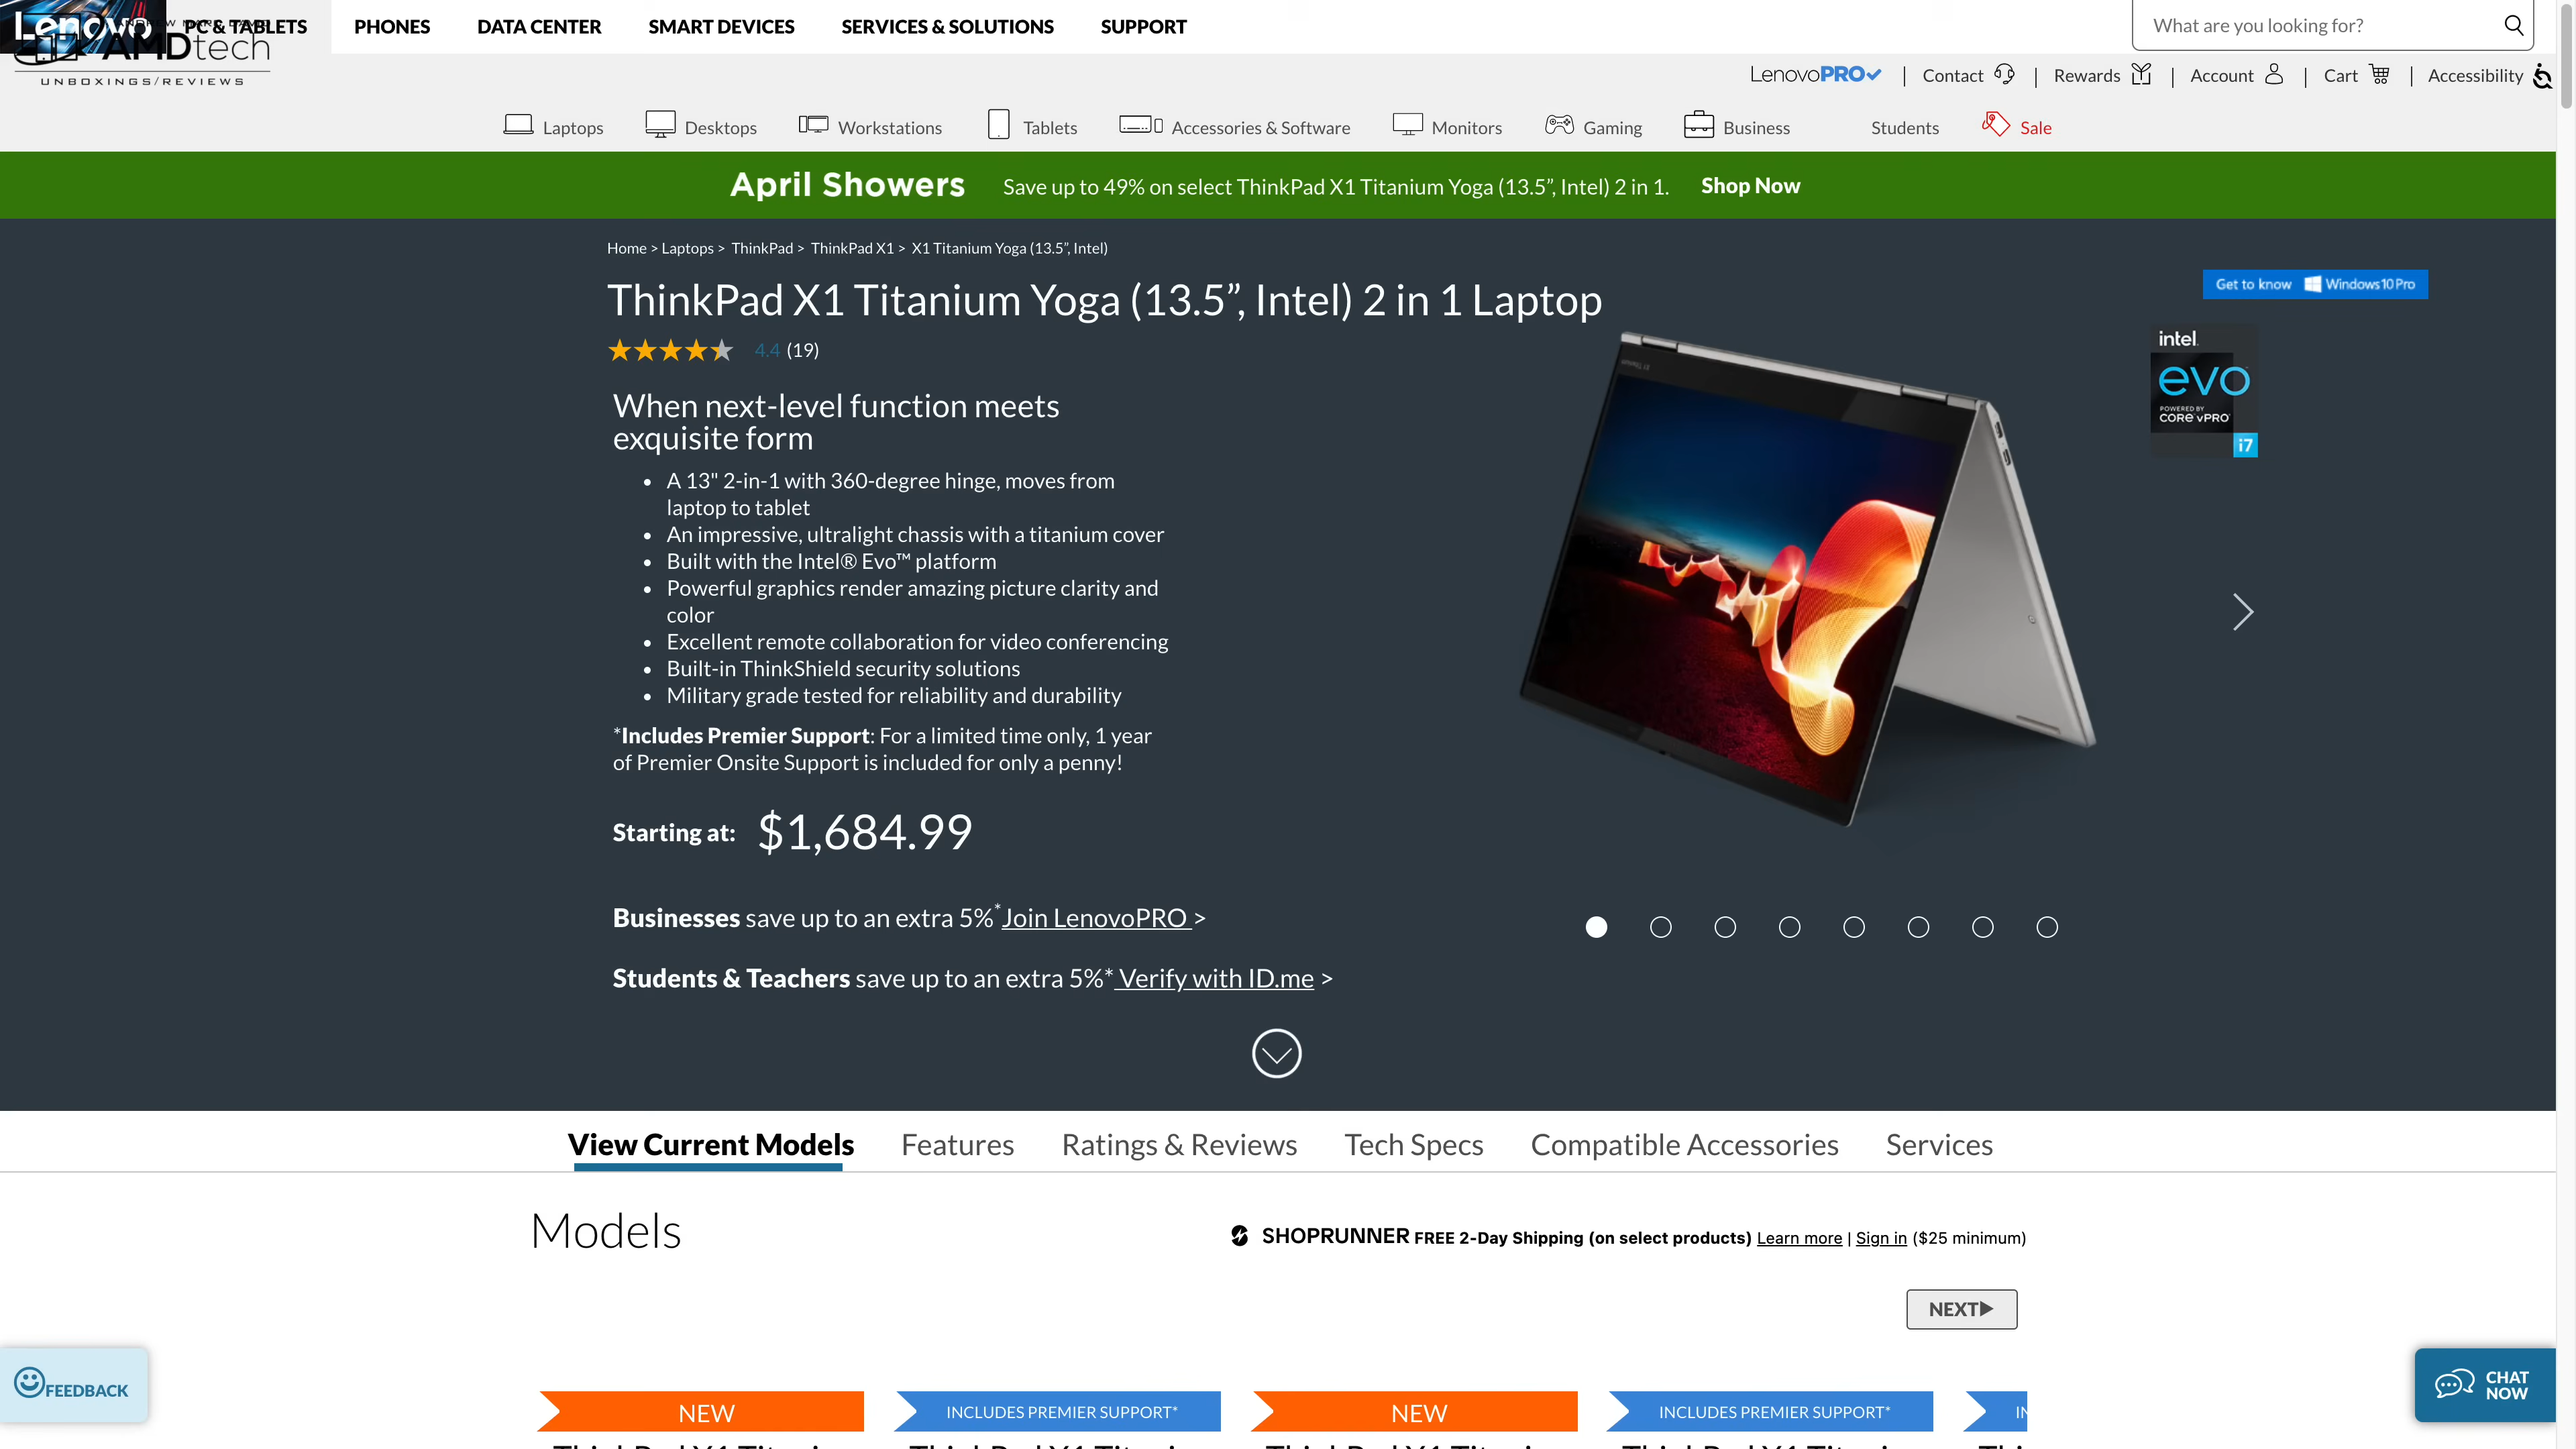 Lenovo
ANDREW MARC DAVID
AMDtech
UNBOXINGS/REVIEWS
PC & TABLETS
PHONES
DATA CENTER
SMART DEVICES
SERVICES & SOLUTIONS
SUPPORT
What are you looking for?
LenovoPRO
Contact
Rewards
Account
Cart
Accessibility
Laptops
Desktops
Workstations
Tablets
Accessories & Software
Monitors
Gaming
Business
Students
Sale
April Showers Save up to 49% on select ThinkPad X1 Titanium Yoga (13.5”, Intel) 2 in 1. Shop Now
Home > Laptops > ThinkPad > ThinkPad X1 > X1 Titanium Yoga (13.5”, Intel)
ThinkPad X1 Titanium Yoga (13.5”, Intel) 2 in 1 Laptop
Get to know Windows 10 Pro
4.4 (19)
intel.
evo
POWERED BY
CORE vPRO
i7
When next-level function meets
exquisite form
• A 13" 2-in-1 with 360-degree hinge, moves from
laptop to tablet
• An impressive, ultralight chassis with a titanium cover
• Built with the Intel® Evo™ platform
• Powerful graphics render amazing picture clarity and
color
• Excellent remote collaboration for video conferencing
• Built-in ThinkShield security solutions
• Military grade tested for reliability and durability
*Includes Premier Support: For a limited time only, 1 year
of Premier Onsite Support is included for only a penny!
Starting at: $1,684.99
Businesses save up to an extra 5%*Join LenovoPRO >
Students & Teachers save up to an extra 5%* Verify with ID.me >
View Current Models
Features
Ratings & Reviews
Tech Specs
Compatible Accessories
Services
Models
SHOPRUNNER FREE 2-Day Shipping (on select products) Learn more | Sign in ($25 minimum)
NEXT▶
FEEDBACK
CHAT
NOW
NEW
INCLUDES PREMIER SUPPORT*
NEW
INCLUDES PREMIER SUPPORT*